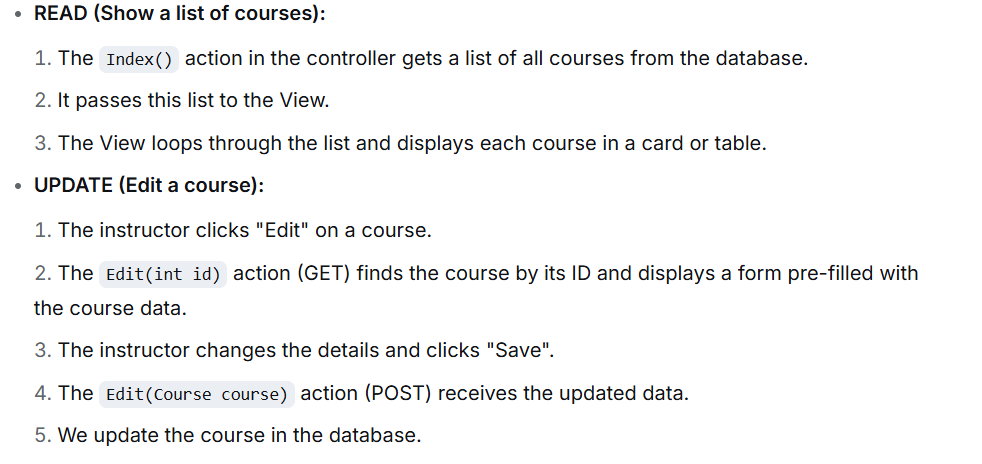 • READ (Show a list of courses):
1. The Index() action in the controller gets a list of all courses from the database.
2. It passes this list to the View.
3. The View loops through the list and displays each course in a card or table.
• UPDATE (Edit a course):
1. The instructor clicks "Edit" on a course.
2. The Edit(int id) action (GET) finds the course by its ID and displays a form pre-filled with
the course data.
3. The instructor changes the details and clicks "Save".
4. The Edit(Course course) action (POST) receives the updated data.
5. We update the course in the database.